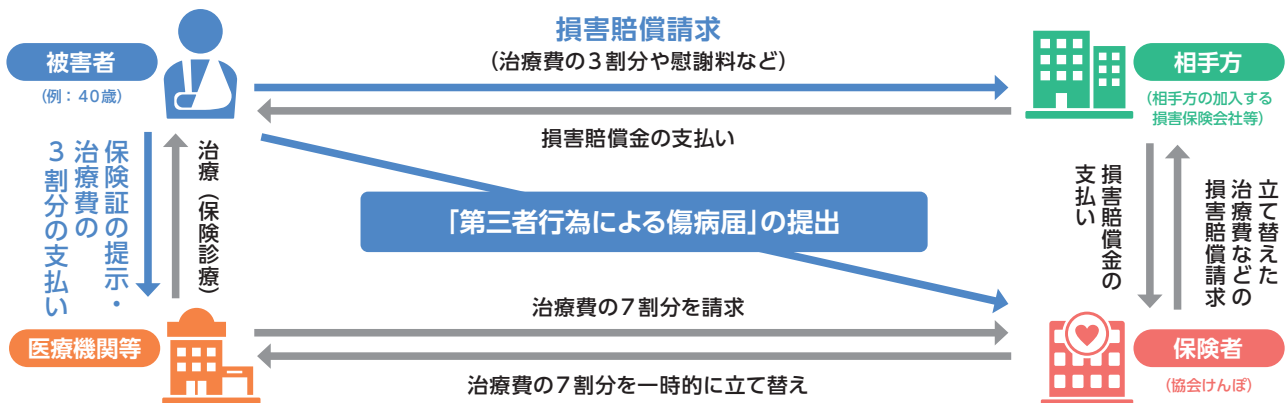 損害賠償請求
（治療費の３割分や慰謝料など）
被害者
（例：40歳）
相手方
（相手方の加入する
損害保険会社等）
損害賠償金の支払い
保険証の提示・
治療費の
３割分の支払い
治療（保険診療）
「第三者行為による傷病届」の提出
損害賠償金の
支払い
立て替えた
治療費などの
損害賠償請求
治療費の７割分を請求
医療機関等
保険者
（協会けんぽ）
治療費の７割分を一時的に立て替え